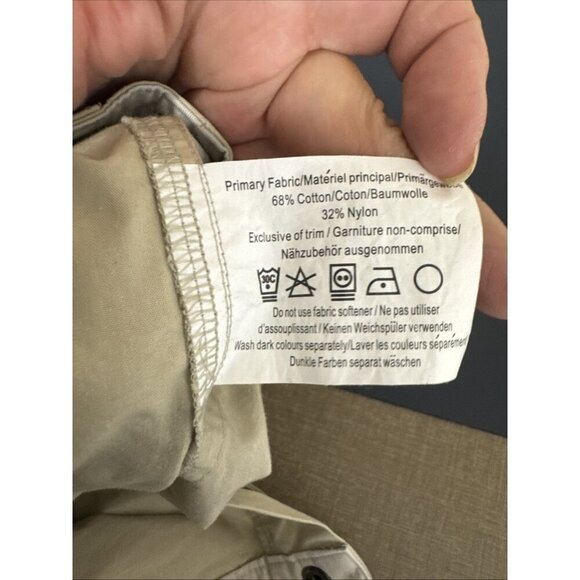 Primary Fabric/Matériel principal/Primärgewebe
68% Cotton/Coton/Baumwolle
32% Nylon
Exclusive of trim / Garniture non-comprise/
Nähzubehör ausgenommen
30C
Do not use fabric softener / Ne pas utiliser
d'assouplissant / Keinen Weichspüler verwenden
Wash dark colours separately/Laver les couleurs séparément
Dunkle Farben separat wäschen